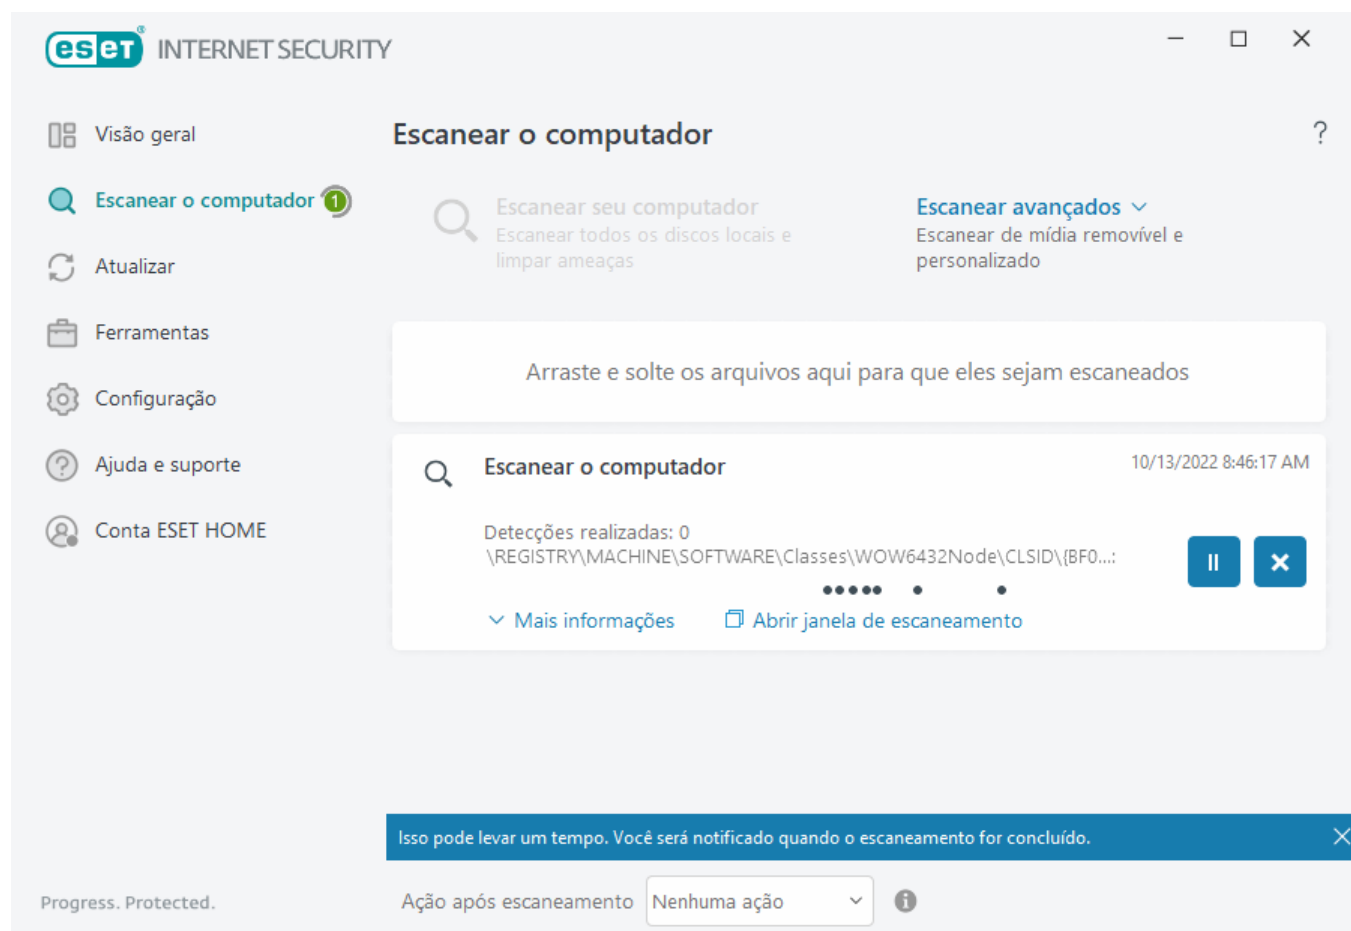 eset® INTERNET SECURITY
Visão geral
Escanear o computador 1
Atualizar
Ferramentas
Configuração
Ajuda e suporte
Conta ESET HOME
Progress. Protected.
Escanear o computador
?
Escanear seu computador
Escanear todos os discos locais e
limpar ameaças
Escanear avançados
Escanear de mídia removível e
personalizado
Arraste e solte os arquivos aqui para que eles sejam escaneados
Escanear o computador
10/13/2022 8:46:17 AM
Detecções realizadas: 0
\REGISTRY\MACHINE\SOFTWARE\Classes\WOW6432Node\CLSID\{BF0...:
Mais informações
Abrir janela de escaneamento
Isso pode levar um tempo. Você será notificado quando o escaneamento for concluído.
Ação após escaneamento
Nenhuma ação